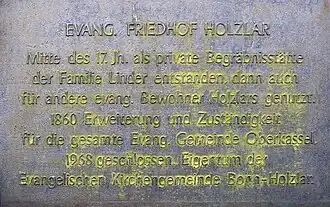 EVANG. FRIEDHOF HOLZLAR
Mitte des 17. Jh. als private Begräbnisstätte
der Familie Linder entstanden, dann auch
für andere evang. Bewohner Holzlars genutzt.
1860 Erweiterung und Zuständigkeit
für die gesamte Evang. Gemeinde Oberkassel.
1968 geschlossen. Eigentum der
Evangelischen Kirchengemeinde Bonn-Holzlar.